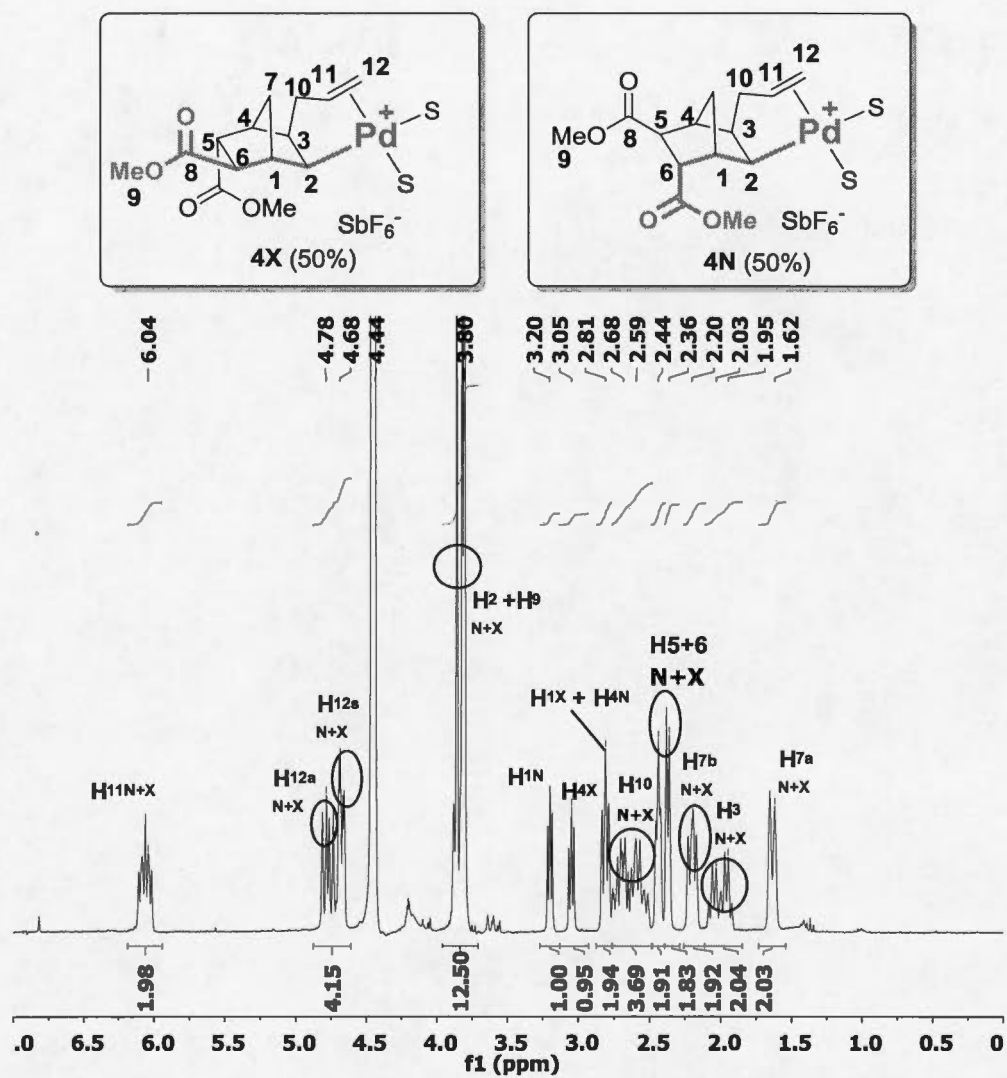 7
10
11
12
O
4
Pd
+
S
5
3
MeO
8
6
9
1
2
S
O
OMe
SbF6-
4X (50%)
12
11
10
O
5
4
3
Pd
+
S
MeO
8
9
6
1
2
S
O
OMe
SbF6-
4N (50%)
6.04
4.78
4.68
4.44
3.80
3.20
3.05
2.81
2.68
2.59
2.44
2.36
2.20
2.03
1.95
1.62
H2 + H9
N+X
H5+6
N+X
H1X + H4N
H12s
N+X
H12a
N+X
H11N+X
H1N
H4X
H10
N+X
H7b
N+X
H3
N+X
H7a
N+X
1.98
4.15
12.50
1.00
0.95
1.94
3.69
1.91
1.83
1.92
2.04
2.03
.0 6.5 5.5 5.0 4.5 4.0 3.5 3.0 2.5 2.0 1.5 1.0 0.5 0
f1 (ppm)